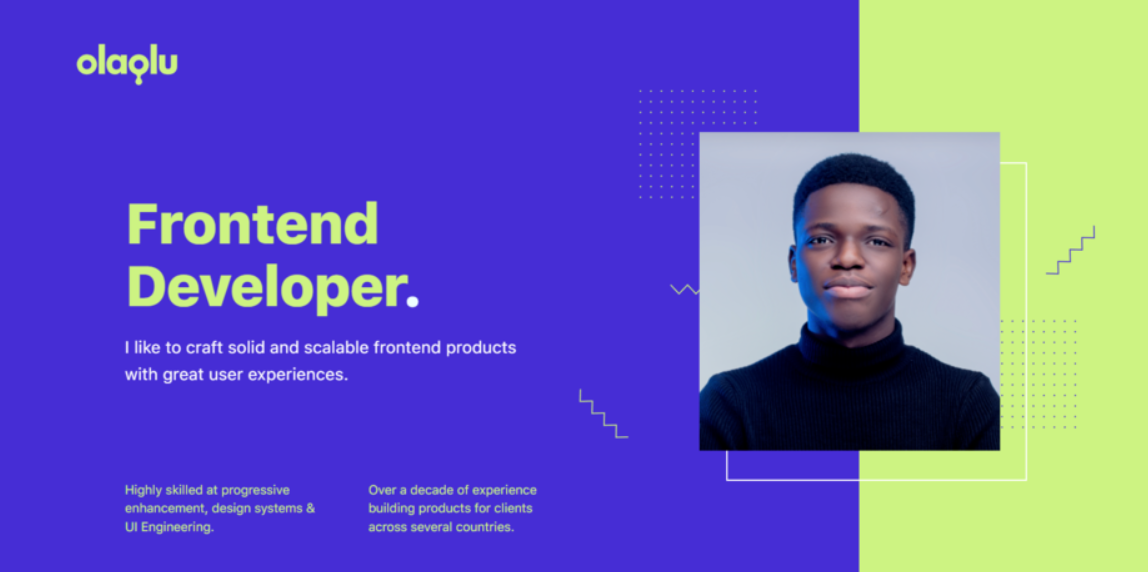 olaolu
Frontend
Developer.
I like to craft solid and scalable frontend products
with great user experiences.
Highly skilled at progressive
enhancement, design systems &
UI Engineering.
Over a decade of experience
building products for clients
across several countries.